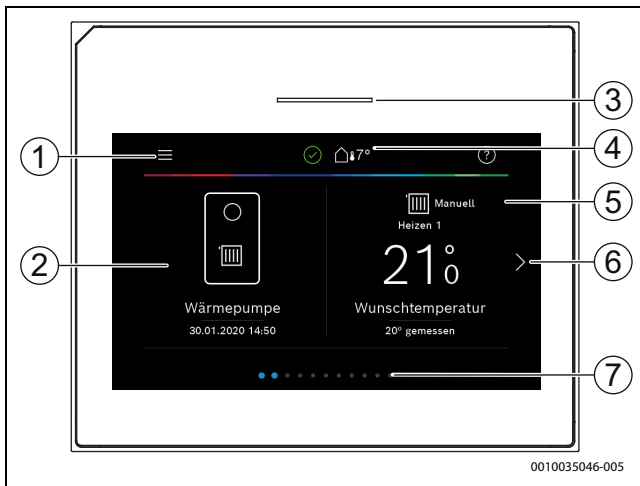 3
1
7°
?
4
Manuell
5
Heizen 1
2
21°0
6
Wärmepumpe
Wunschtemperatur
30.01.2020 14:50
20° gemessen
7
0010035046-005